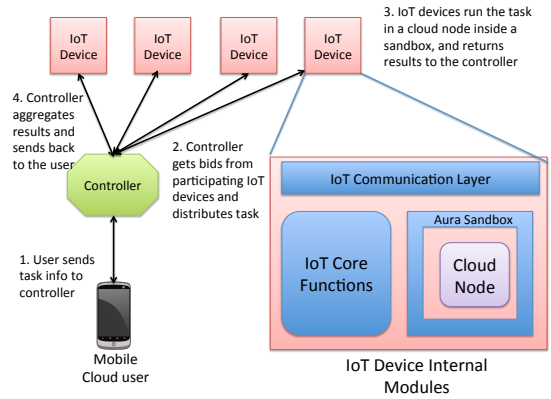 IoT
Device
IoT
Device
IoT
Device
IoT
Device
3. IoT devices run the task
in a cloud node inside a
sandbox, and returns
results to the controller
4. Controller
aggregates
results and
sends back
to the user
2. Controller
gets bids from
participating IoT
devices and
distributes task
Controller
1. User sends
task info to
controller
Mobile
Cloud user
IoT Communication Layer
IoT Core
Functions
Aura Sandbox
Cloud
Node
IoT Device Internal
Modules